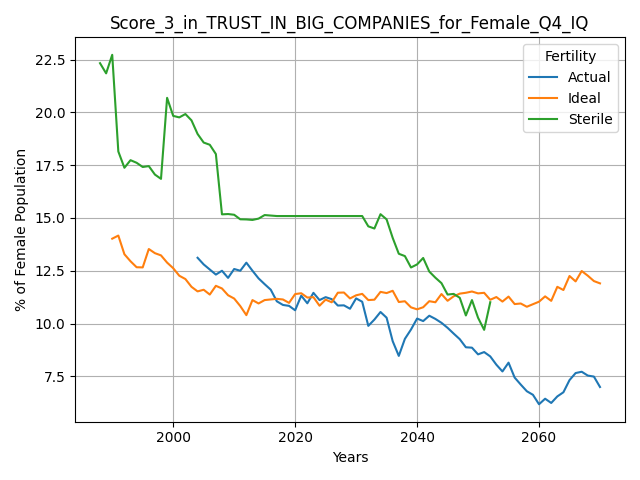 Score_3_in_TRUST_IN_BIG_COMPANIES_for_Female_Q4_IQ
% of Female Population
22.5
20.0
17.5
15.0
12.5
10.0
7.5
Fertility
Actual
Ideal
Sterile
2000
2020
2040
2060
Years